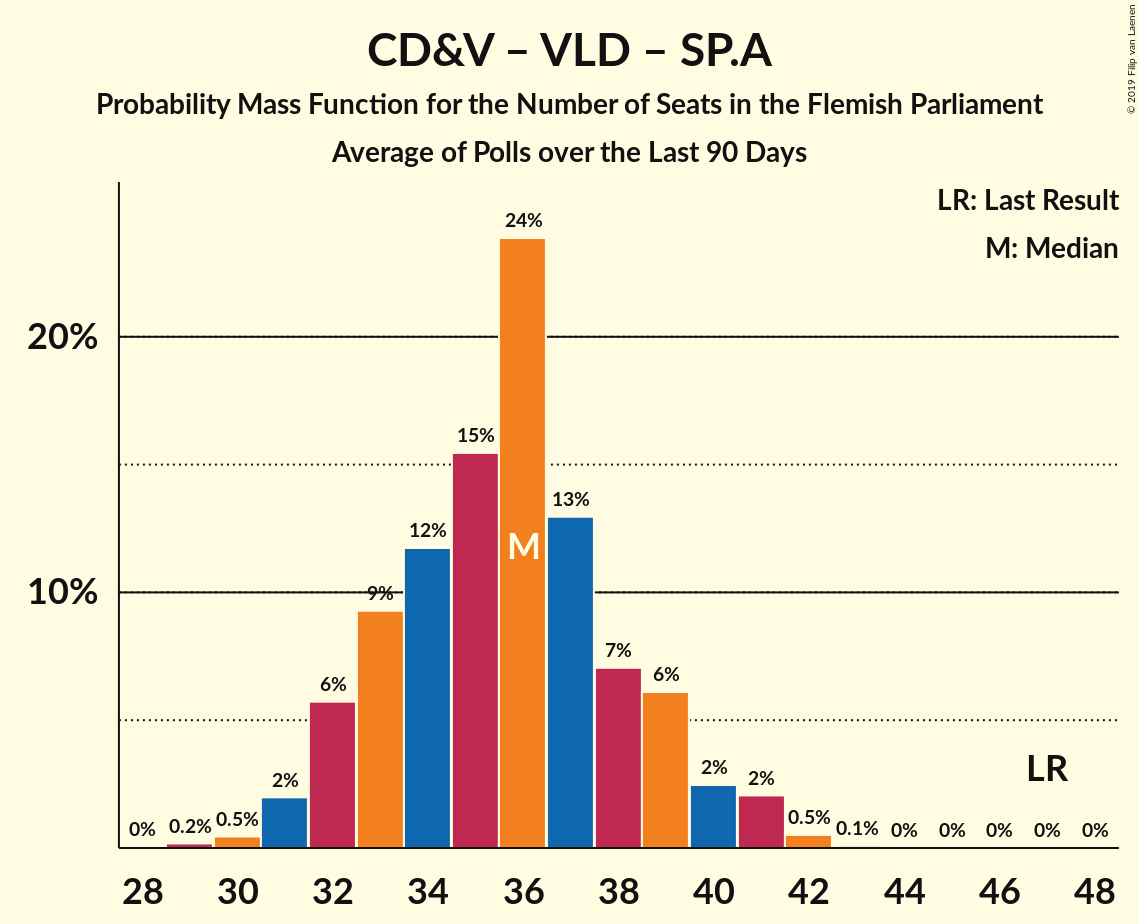 CD&V – VLD – SP.A
Probability Mass Function for the Number of Seats in the Flemish Parliament
Average of Polls over the Last 90 Days
© 2019 Filip van Laenen
LR: Last Result
M: Median
20%
10%
0%
0.2%
0.5%
2%
6%
9%
12%
15%
24%
13%
7%
6%
2%
2%
0.5%
0.1%
0%
0%
0%
0%
0%
M
LR
28 30 32 34 36 38 40 42 44 46 48